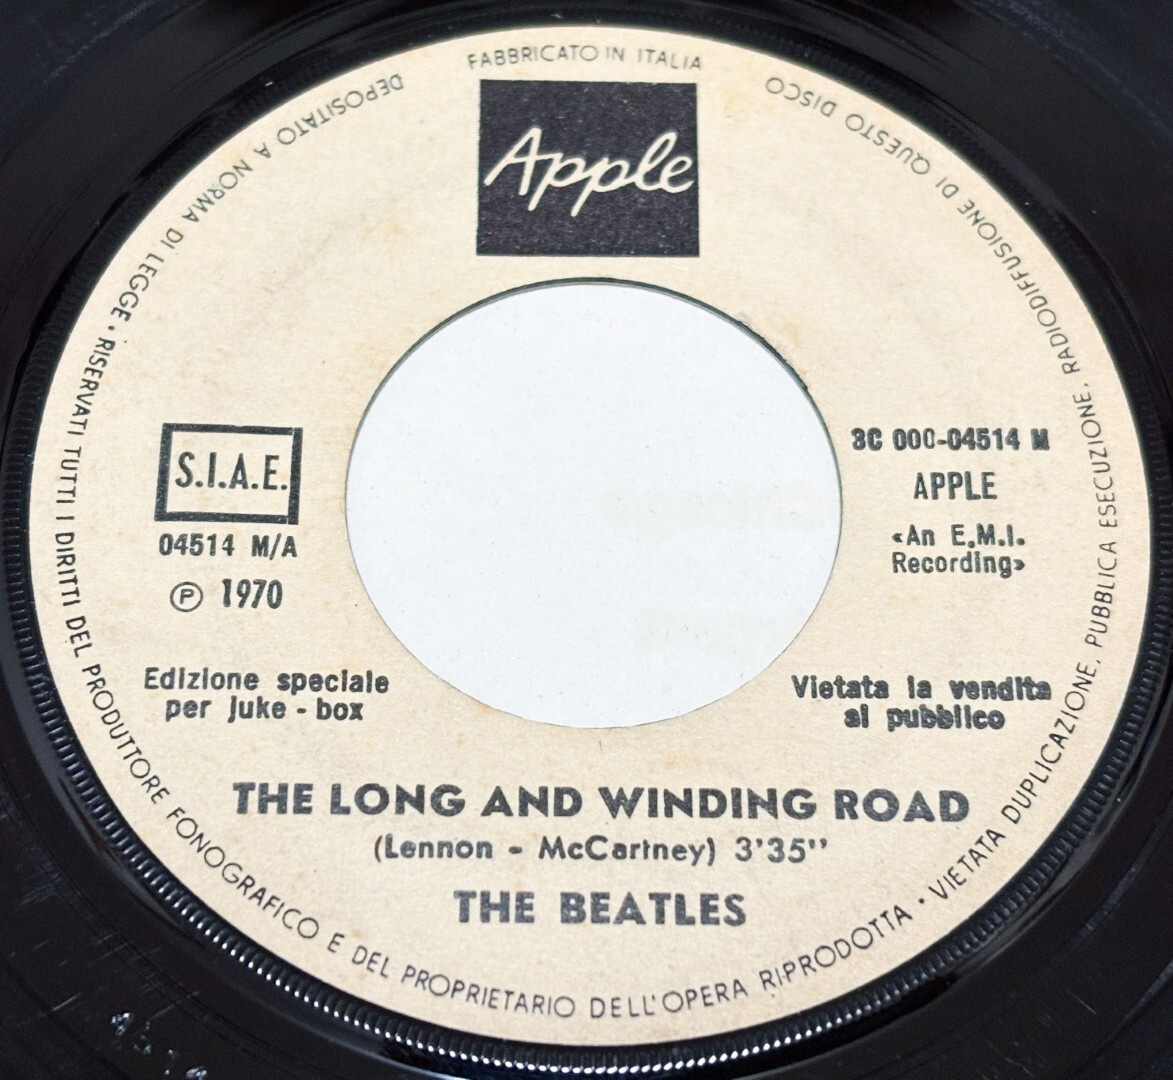 FABBRICATO IN ITALIA
Apple
DEPOSITATO A NORMA DI LEGGE • RISERVATI TUTTI I DIRITTI DEL PRODUTTORE FONOGRAFICO E DEL PROPRIETARIO DELL'OPERA RIPRODOTTA • VIETATA DUPLICAZIONE, PUBBLICA ESECUZIONE, RADIODIFFUSIONE DI QUESTO DISCO
S.I.A.E.
04514 M/A
℗ 1970
3C 000-04514 M
APPLE
«An E.M.I.
Recording»
Edizione speciale
per juke-box
Vietata la vendita
al pubblico
THE LONG AND WINDING ROAD
(Lennon - McCartney) 3'35''
THE BEATLES